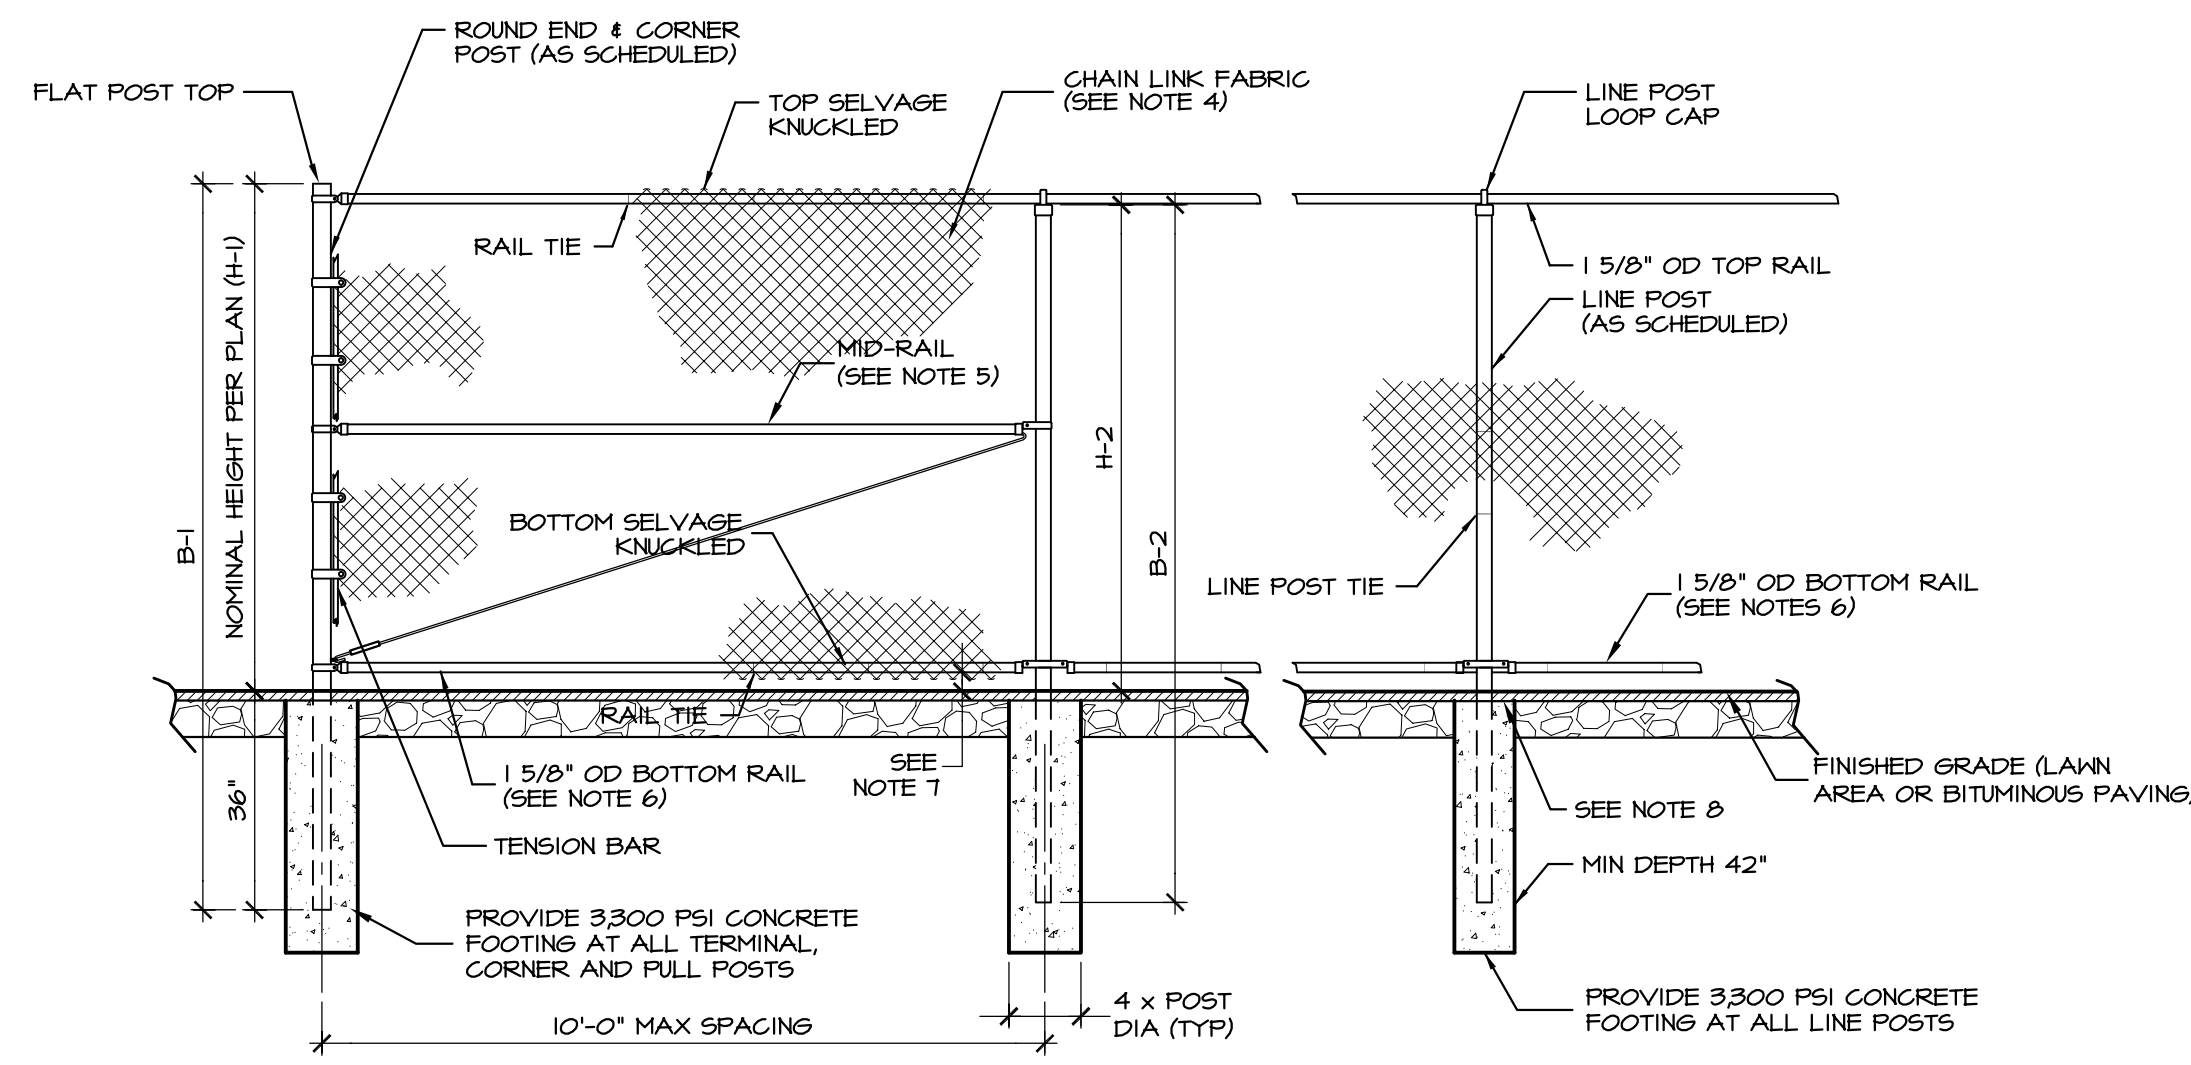 ROUND END & CORNER
POST (AS SCHEDULED)
FLAT POST TOP
TOP SELVAGE
KNUCKLED
CHAIN LINK FABRIC
(SEE NOTE 4)
LINE POST
LOOP CAP
RAIL TIE
1 5/8" OD TOP RAIL
LINE POST
(AS SCHEDULED)
MID-RAIL
(SEE NOTE 5)
NOMINAL HEIGHT PER PLAN (H-1)
B-1
H-2
B-2
BOTTOM SELVAGE
KNUCKLED
LINE POST TIE
1 5/8" OD BOTTOM RAIL
(SEE NOTES 6)
RAIL TIE
SEE
NOTE 7
36"
1 5/8" OD BOTTOM RAIL
(SEE NOTE 6)
TENSION BAR
FINISHED GRADE (LAWN
AREA OR BITUMINOUS PAVING)
SEE NOTE 8
MIN DEPTH 42"
PROVIDE 3,300 PSI CONCRETE
FOOTING AT ALL TERMINAL,
CORNER AND PULL POSTS
4 x POST
DIA (TYP)
10'-0" MAX SPACING
PROVIDE 3,300 PSI CONCRETE
FOOTING AT ALL LINE POSTS